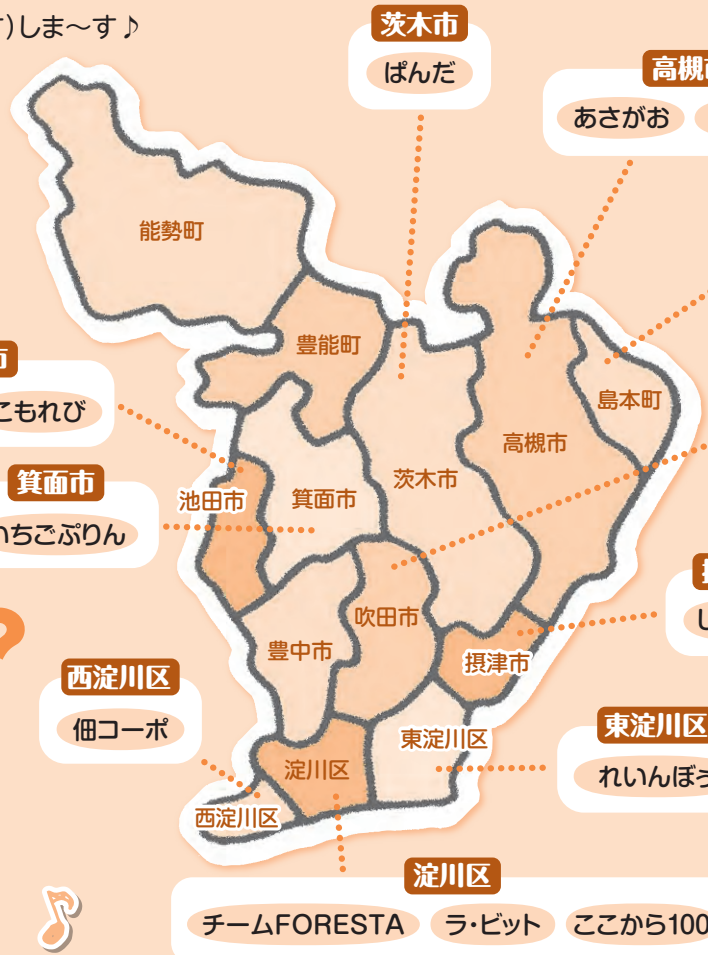 しま〜す♪
茨木市
ぱんだ
高槻市
あさがお
能勢町
豊能町
島本町
市
こもれび
高槻市
茨木市
箕面市
いちごぷりん
池田市
箕面市
吹田市
豊中市
摂津市
西淀川区
佃コーポ
東淀川区
東淀川区
れいんぼう
淀川区
西淀川区
淀川区
チームFORESTA ラ・ビット ここから100